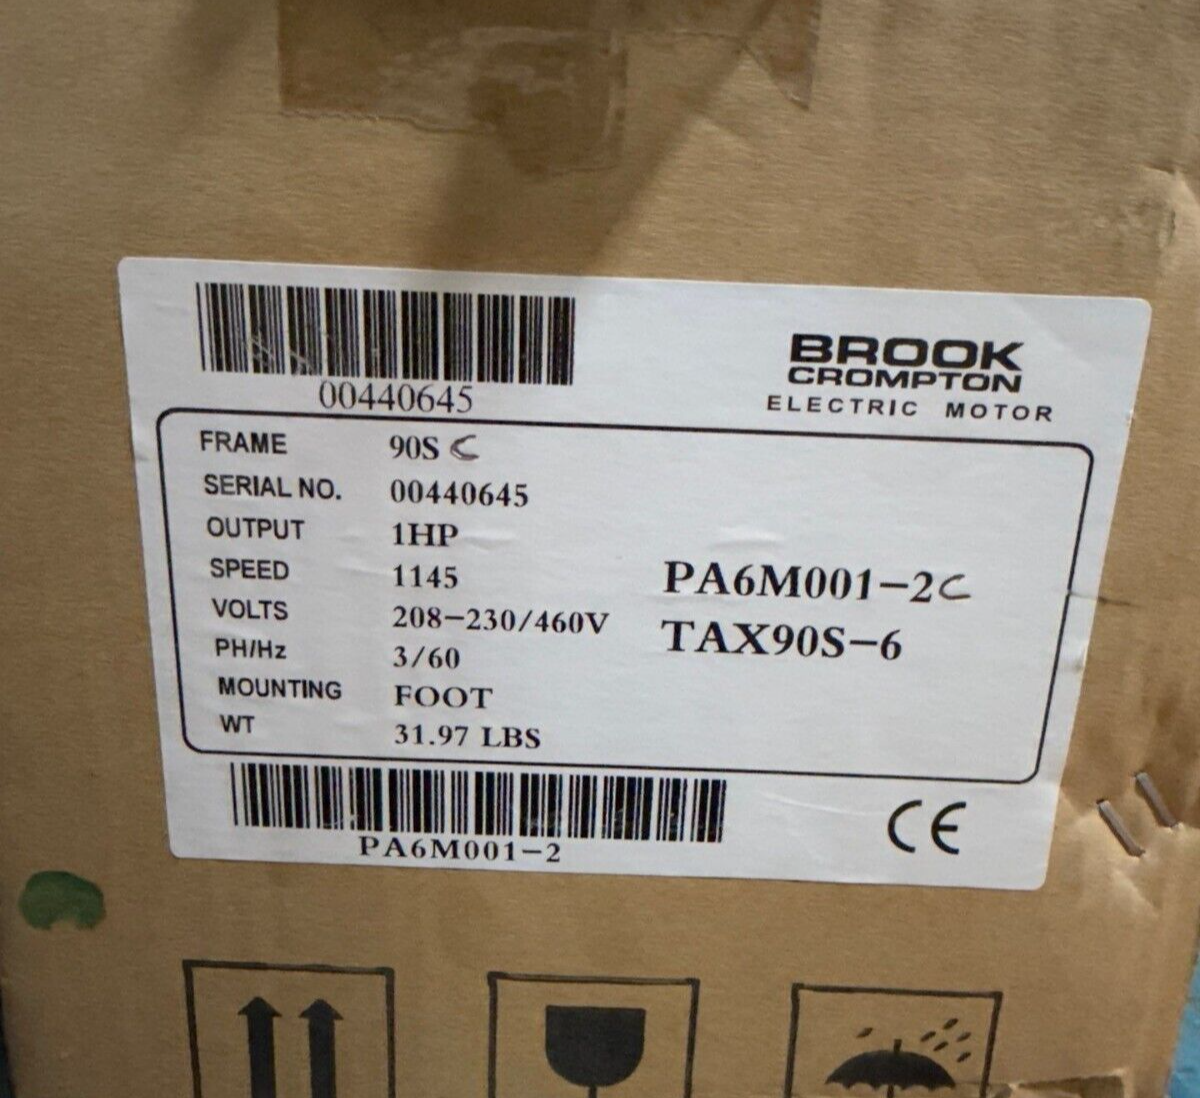 00440645
BROOK
CROMPTON
ELECTRIC MOTOR
FRAME 90S C
SERIAL NO. 00440645
OUTPUT 1HP
SPEED 1145
VOLTS 208-230/460V
PH/Hz 3/60
MOUNTING FOOT
WT 31.97 LBS
PA6M001-2C
TAX90S-6
PA6M001-2
CE